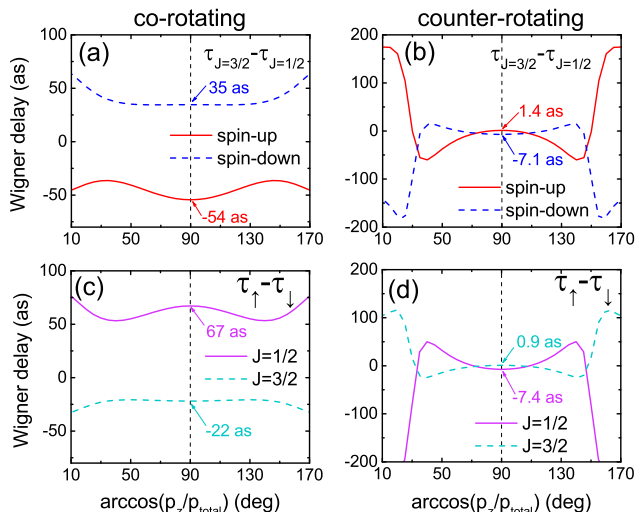 co-rotating
counter-rotating
(a)
τJ=3/2−τJ=1/2
35 as
spin-up
spin-down
-54 as
100
50
0
-50
10
50
90
130
170
Wigner delay (as)
(b)
τJ=3/2−τJ=1/2
1.4 as
-7.1 as
spin-up
spin-down
200
100
0
-100
-200
10
50
90
130
170
Wigner delay (as)
(c)
τ↑−τ↓
67 as
J=1/2
J=3/2
-22 as
100
50
0
-50
10
50
90
130
170
Wigner delay (as)
arccos(pz/ptotal) (deg)
(d)
τ↑−τ↓
0.9 as
-7.4 as
J=1/2
J=3/2
200
100
0
-100
-200
10
50
90
130
170
arccos(pz/ptotal) (deg)